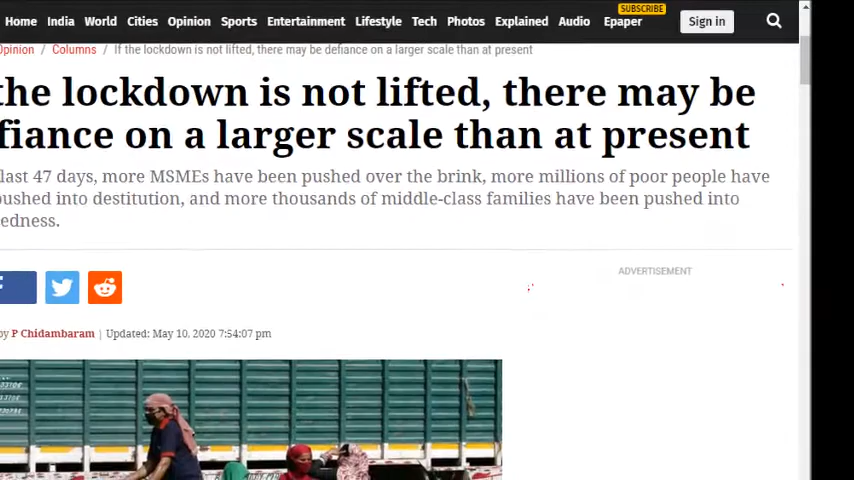 SUBSCRIBE
Home India World Cities Opinion Sports Entertainment Lifestyle Tech Photos Explained Audio Epaper Sign in
Opinion / Columns / If the lockdown is not lifted, there may be defiance on a larger scale than at present
the lockdown is not lifted, there may be
fiance on a larger scale than at present
last 47 days, more MSMEs have been pushed over the brink, more millions of poor people have
pushed into destitution, and more thousands of middle-class families have been pushed into
edness.
ADVERTISEMENT
by P Chidambaram | Updated: May 10, 2020 7:54:07 pm